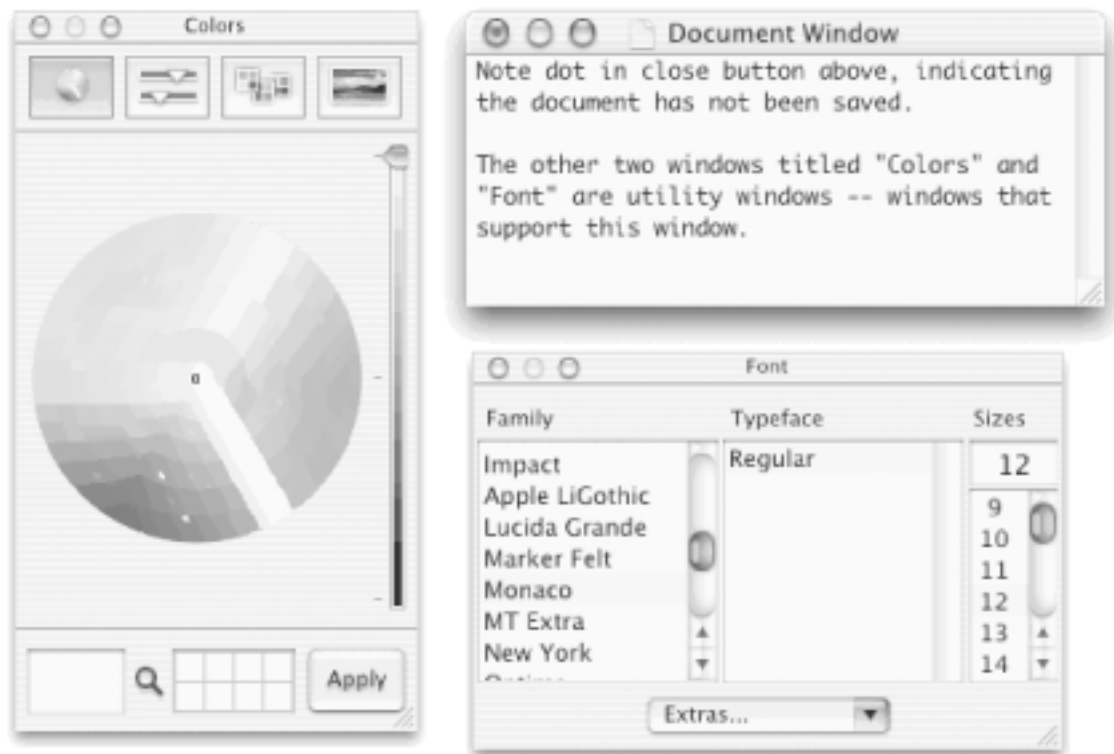 Colors
Apply
Document Window
Note dot in close button above, indicating
the document has not been saved.
The other two windows titled "Colors" and
"Font" are utility windows -- windows that
support this window.
Font
Family
Typeface
Sizes
Impact
Apple LiGothic
Lucida Grande
Marker Felt
Monaco
MT Extra
New York
Regular
12
9
10
11
12
13
14
Extras...